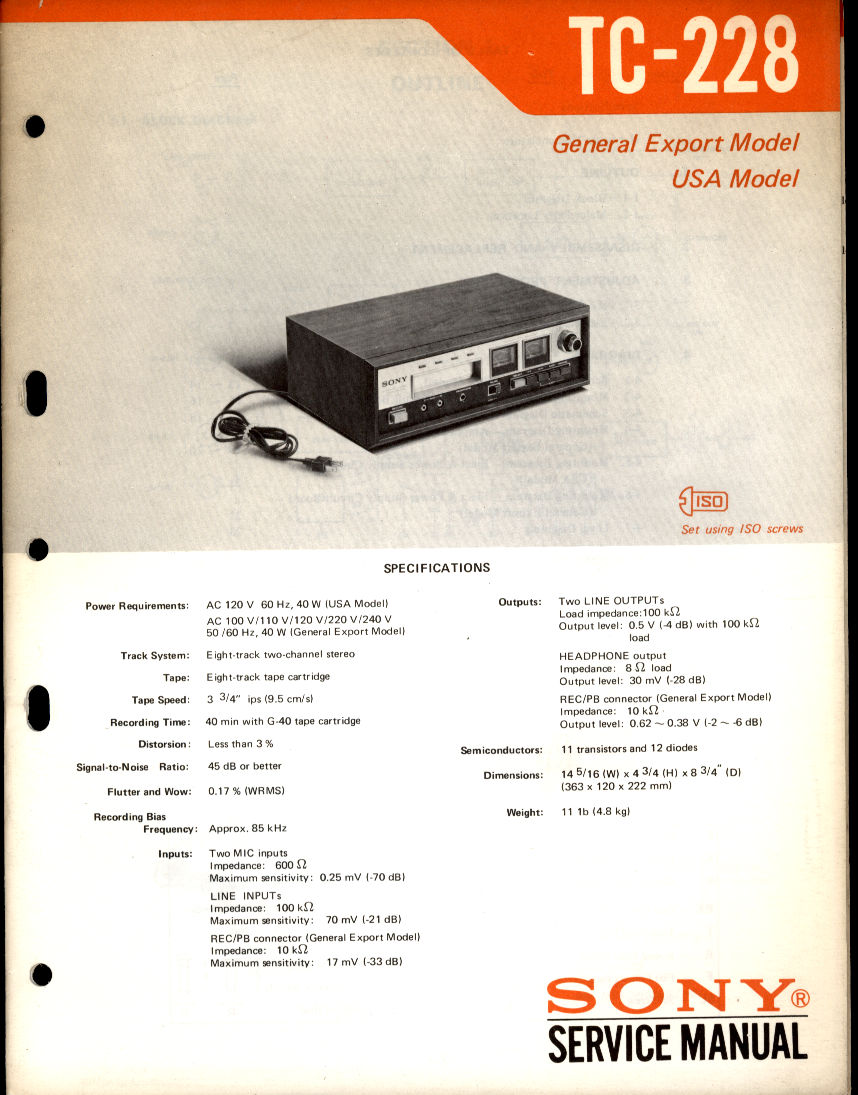 TC-228
General Export Model
USA Model
SONY
ISO
Set using ISO screws
SPECIFICATIONS
Power Requirements: AC 120 V 60 Hz, 40 W (USA Model)
AC 100 V/110 V/120 V/220 V/240 V
50/60 Hz, 40 W (General Export Model)
Track System: Eight-track two-channel stereo
Tape: Eight-track tape cartridge
Tape Speed: 3 3/4" ips (9.5 cm/s)
Recording Time: 40 min with G-40 tape cartridge
Distorsion: Less than 3 %
Signal-to-Noise Ratio: 45 dB or better
Flutter and Wow: 0.17 % (WRMS)
Recording Bias
Frequency: Approx. 85 kHz
Inputs: Two MIC inputs
Impedance: 600 Ω
Maximum sensitivity: 0.25 mV (-70 dB)
LINE INPUTs
Impedance: 100 kΩ
Maximum sensitivity: 70 mV (-21 dB)
REC/PB connector (General Export Model)
Impedance: 10 kΩ
Maximum sensitivity: 17 mV (-33 dB)
Outputs: Two LINE OUTPUTs
Load impedance:100 kΩ
Output level: 0.5 V (-4 dB) with 100 kΩ
load
HEADPHONE output
Impedance: 8 Ω load
Output level: 30 mV (-28 dB)
REC/PB connector (General Export Model)
Impedance: 10 kΩ
Output level: 0.62 ~ 0.38 V (-2 ~ -6 dB)
Semiconductors: 11 transistors and 12 diodes
Dimensions: 14 5/16 (W) x 4 3/4 (H) x 8 3/4" (D)
(363 x 120 x 222 mm)
Weight: 11 1b (4.8 kg)
SONY®
SERVICE MANUAL